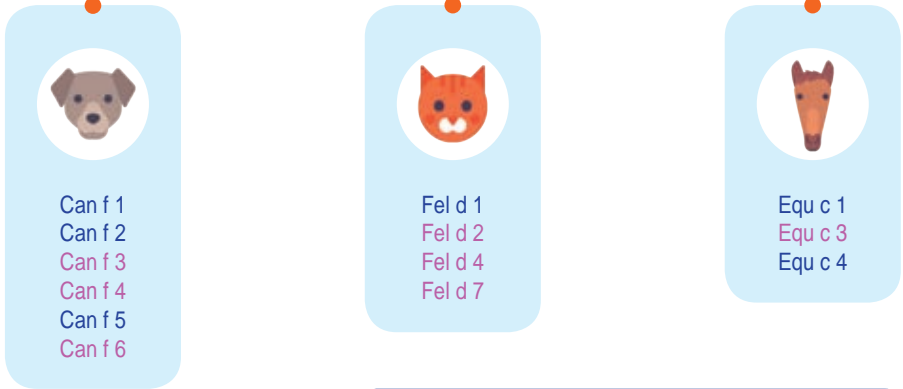 Can f 1
Can f 2
Can f 3
Can f 4
Can f 5
Can f 6
Fel d 1
Fel d 2
Fel d 4
Fel d 7
Equ c 1
Equ c 3
Equ c 4